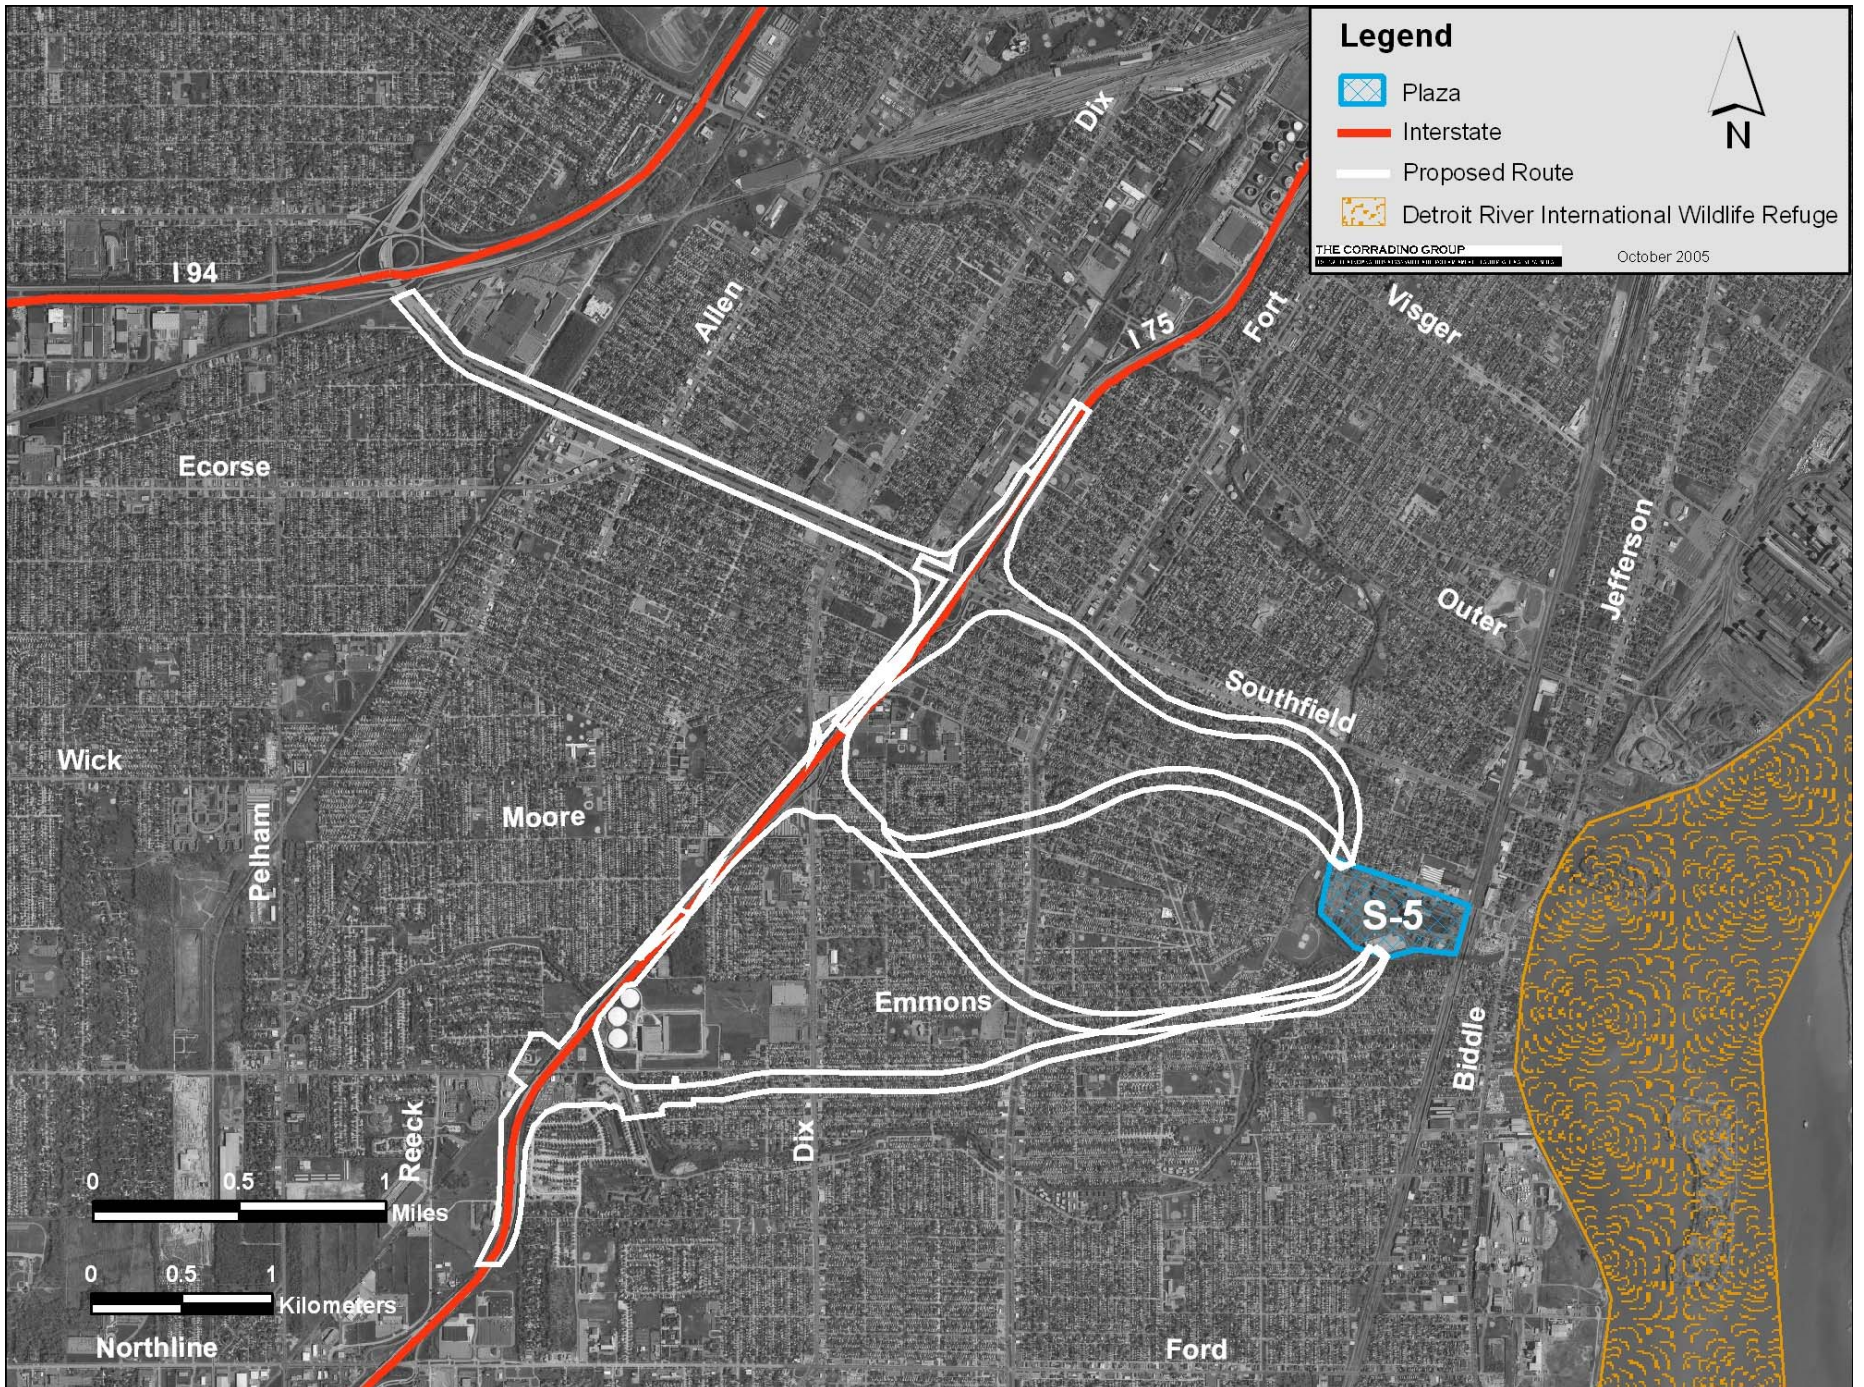 Legend
Plaza
Interstate
Proposed Route
Detroit River International Wildlife Refuge
THE CORRADINO GROUP
October 2005
N
Dix
I 94
Allen
I 75
Fort
Visger
Ecorse
Jefferson
Outer
Southfield
Wick
Moore
Pelham
S-5
Emmons
Biddle
Reeck
Dix
0 0.5 1
Miles
0 0.5 1
Kilometers
Northline
Ford